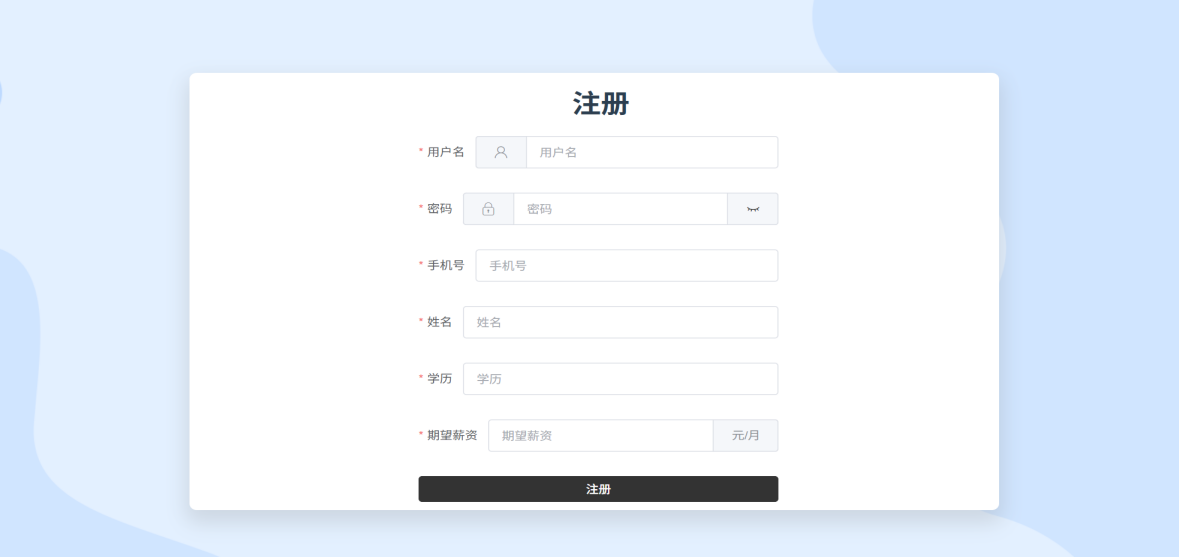 注册
* 用户名 用户名
* 密码 密码
* 手机号 手机号
* 姓名 姓名
* 学历 学历
* 期望薪资 期望薪资 元/月
注册